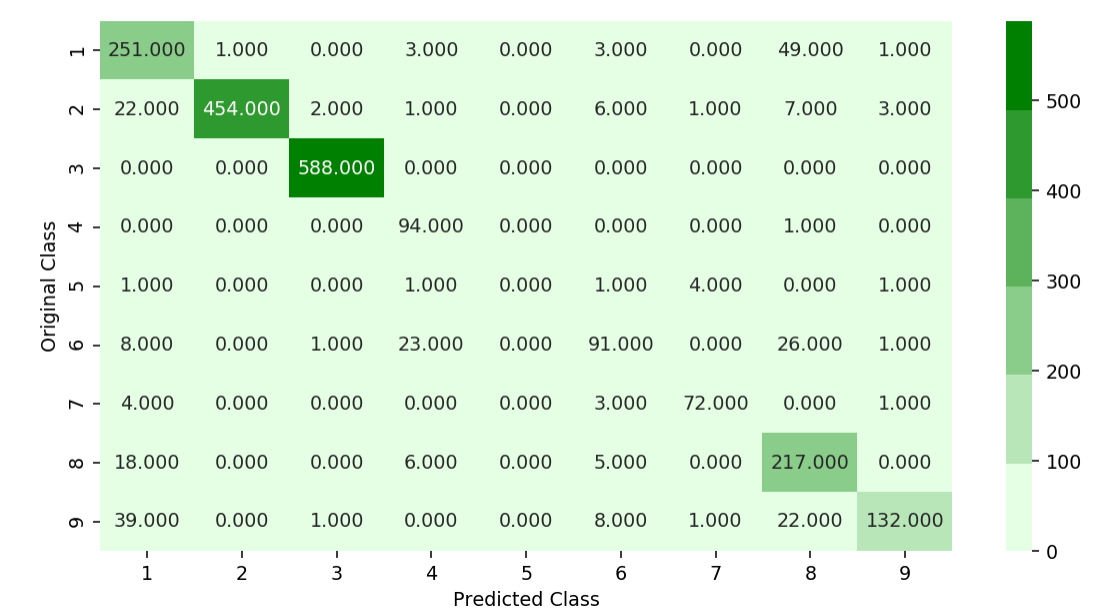 1 251.000 1.000 0.000 3.000 0.000 3.000 0.000 49.000 1.000
2 22.000 454.000 2.000 1.000 0.000 6.000 1.000 7.000 3.000
3 0.000 0.000 588.000 0.000 0.000 0.000 0.000 0.000 0.000
4 0.000 0.000 0.000 94.000 0.000 0.000 0.000 1.000 0.000
5 1.000 0.000 0.000 1.000 0.000 1.000 4.000 0.000 1.000
6 8.000 0.000 1.000 23.000 0.000 91.000 0.000 26.000 1.000
7 4.000 0.000 0.000 0.000 0.000 3.000 72.000 0.000 1.000
8 18.000 0.000 0.000 6.000 0.000 5.000 0.000 217.000 0.000
9 39.000 0.000 1.000 0.000 0.000 8.000 1.000 22.000 132.000
1 2 3 4 5 6 7 8 9
Predicted Class
Original Class
500
400
300
200
100
0